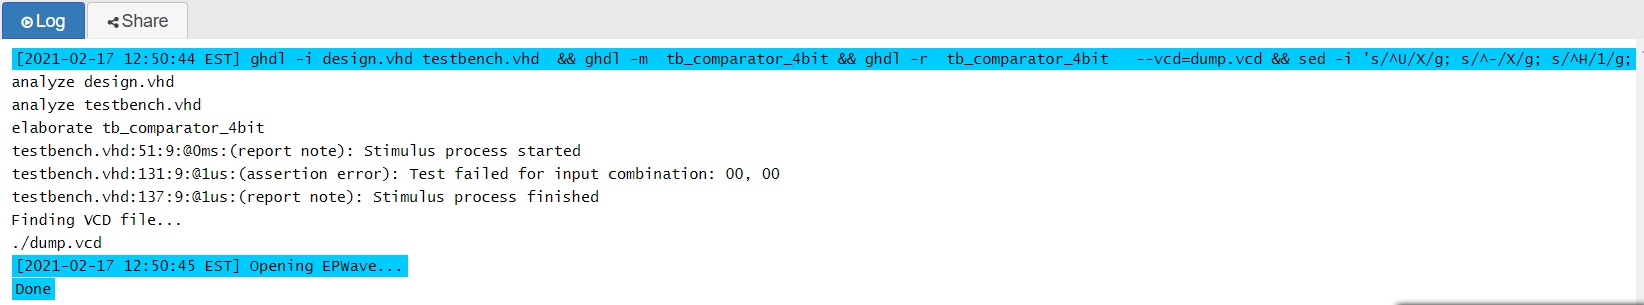 Log Share
[2021-02-17 12:50:44 EST] ghdl -i design.vhd testbench.vhd  && ghdl -m  tb_comparator_4bit && ghdl -r  tb_comparator_4bit   --vcd=dump.vcd && sed -i 's/^U/X/g; s/^-/X/g; s/^H/1/g;
analyze design.vhd
analyze testbench.vhd
elaborate tb_comparator_4bit
testbench.vhd:51:9:@0ms:(report note): Stimulus process started
testbench.vhd:131:9:@1us:(assertion error): Test failed for input combination: 00, 00
testbench.vhd:137:9:@1us:(report note): Stimulus process finished
Finding VCD file...
./dump.vcd
[2021-02-17 12:50:45 EST] Opening EPWave...
Done